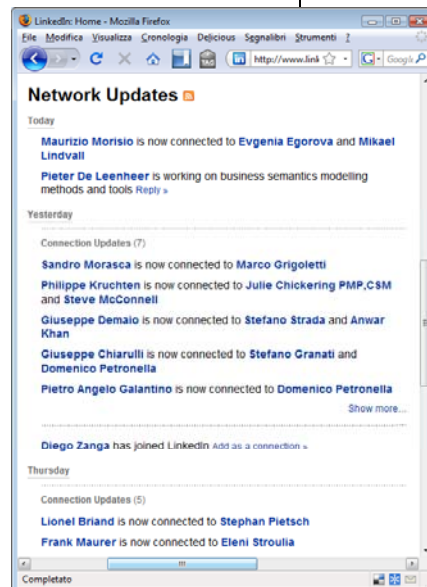 LinkedIn: Home - Mozilla Firefox
File Modifica Visualizza Cronologia Delicious Segnalibri Strumenti ?
http://www.link Google
Network Updates
Today
Maurizio Morisio is now connected to Evgenia Egorova and Mikael
Lindvall
Pieter De Leenheer is working on business semantics modelling
methods and tools Reply »
Yesterday
Connection Updates (7)
Sandro Morasca is now connected to Marco Grigoletti
Philippe Kruchten is now connected to Julie Chickering PMP,CSM
and Steve McConnell
Giuseppe Demaio is now connected to Stefano Strada and Anwar
Khan
Giuseppe Chiarulli is now connected to Stefano Granati and
Domenico Petronella
Pietro Angelo Galantino is now connected to Domenico Petronella
Show more...
Diego Zanga has joined LinkedIn Add as a connection »
Thursday
Connection Updates (5)
Lionel Briand is now connected to Stephan Pietsch
Frank Maurer is now connected to Eleni Stroulia
Completato